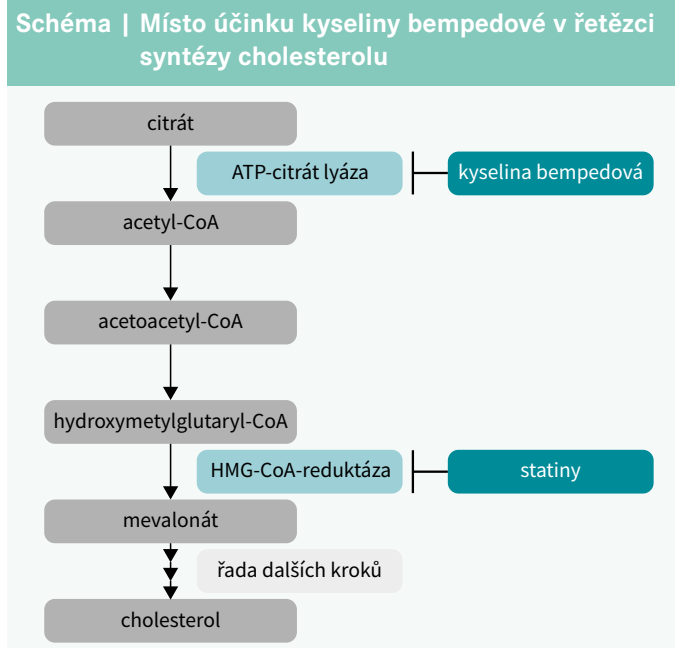 Schéma | Místo účinku kyseliny bempedové v řetězci
syntézy cholesterolu
citrát
ATP-citrát lyáza
kyselina bempedová
acetyl-CoA
acetoacetyl-CoA
hydroxymetylglutaryl-CoA
HMG-CoA-reduktáza
statiny
mevalonát
řada dalších kroků
cholesterol